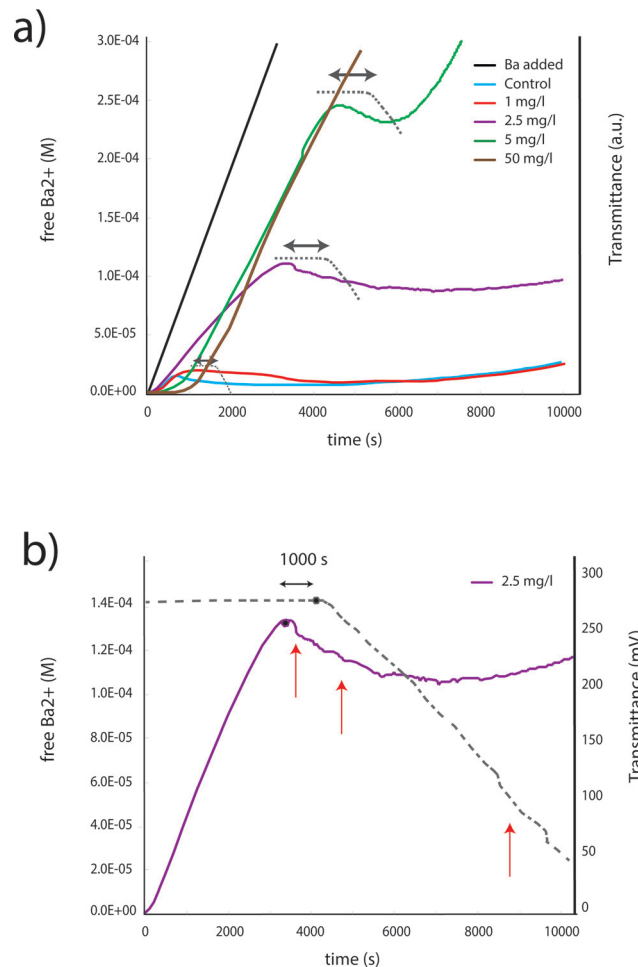 a)
3.0E-04
2.5E-04
2.0E-04
1.5E-04
1.0E-04
5.0E-05
0.0E+00
free Ba2+ (M)
0
2000
4000
6000
8000
10000
time (s)
Transmittance (a.u.)
Ba added
Control
1 mg/l
2.5 mg/l
5 mg/l
50 mg/l
b)
1000 s
2.5 mg/l
1.4E-04
1.2E-04
1.0E-04
8.0E-05
6.0E-05
4.0E-05
2.0E-05
0.0E+00
free Ba2+ (M)
300
250
200
150
100
50
0
Transmittance (mV)
0
2000
4000
6000
8000
10000
time (s)